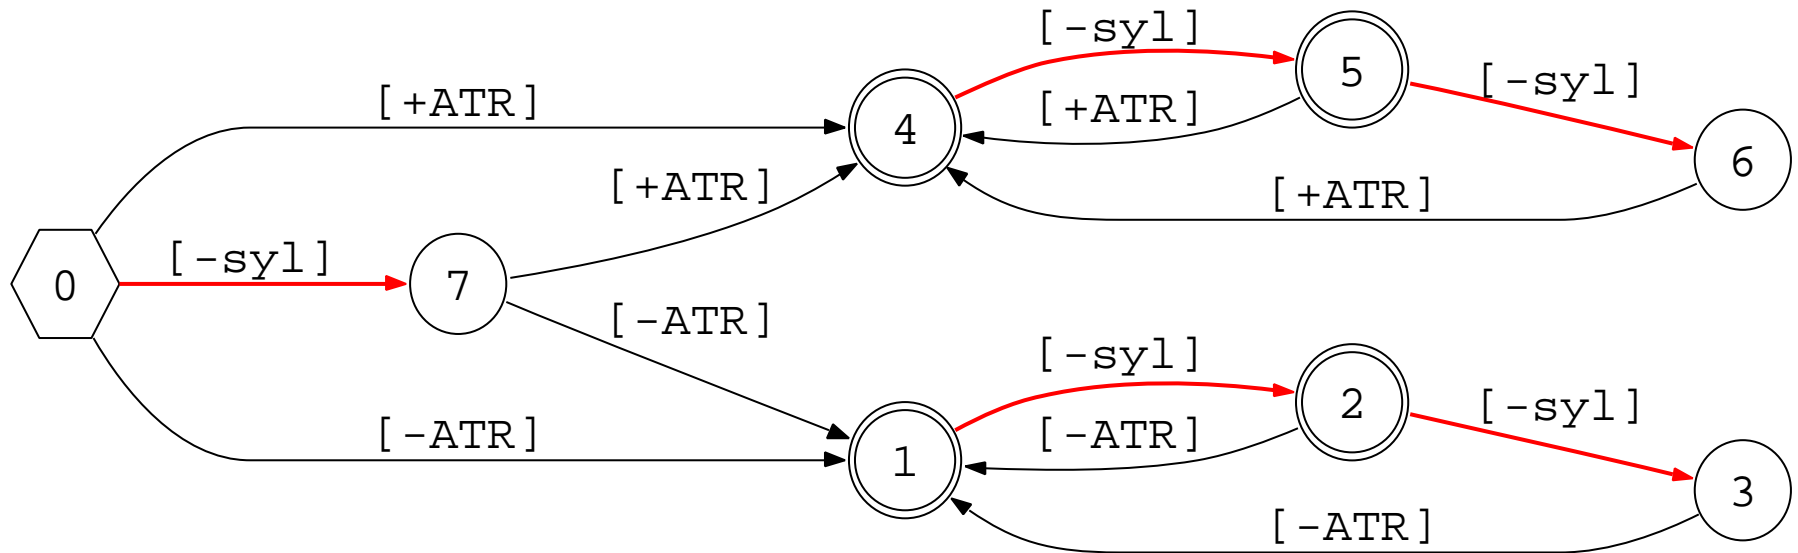 [-syl]
5
[-syl]
[+ATR]
[+ATR]
4
6
[+ATR]
[+ATR]
[-syl]
0
7
[-ATR]
[-syl]
2
[-syl]
[-ATR]
[-ATR]
1
3
[-ATR]